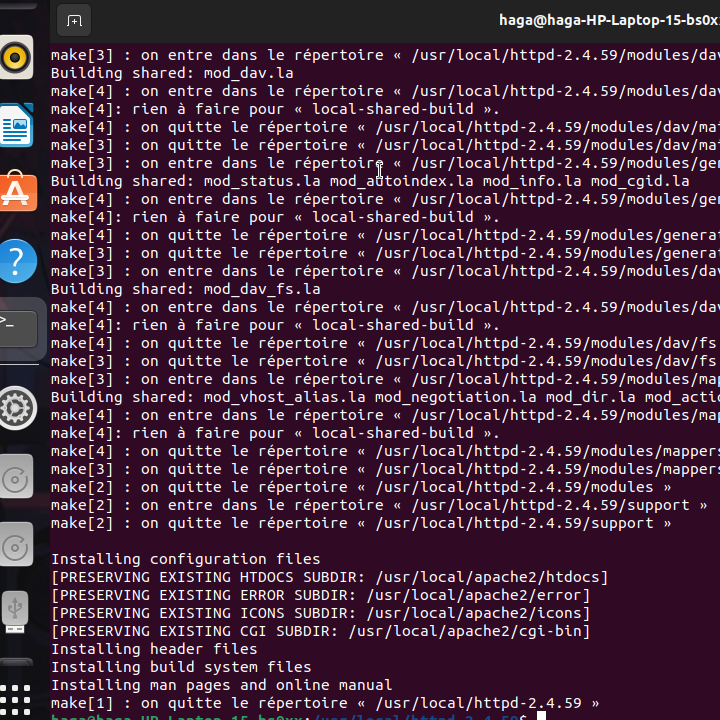 haga@haga-HP-Laptop-15-bs0x
make[3] : on entre dans le répertoire « /usr/local/httpd-2.4.59/modules/dav
Building shared: mod_dav.la
make[4] : on entre dans le répertoire « /usr/local/httpd-2.4.59/modules/dav
make[4]: rien à faire pour « local-shared-build ».
make[4] : on quitte le répertoire « /usr/local/httpd-2.4.59/modules/dav/mai
make[3] : on quitte le répertoire « /usr/local/httpd-2.4.59/modules/dav/mai
make[3] : on entre dans le répertoire « /usr/local/httpd-2.4.59/modules/gen
Building shared: mod_status.la mod_autoindex.la mod_info.la mod_cgid.la
make[4] : on entre dans le répertoire « /usr/local/httpd-2.4.59/modules/gen
make[4]: rien à faire pour « local-shared-build ».
make[4] : on quitte le répertoire « /usr/local/httpd-2.4.59/modules/generat
make[3] : on quitte le répertoire « /usr/local/httpd-2.4.59/modules/generat
make[3] : on entre dans le répertoire « /usr/local/httpd-2.4.59/modules/dav
Building shared: mod_dav_fs.la
make[4] : on entre dans le répertoire « /usr/local/httpd-2.4.59/modules/dav
make[4]: rien à faire pour « local-shared-build ».
make[4] : on quitte le répertoire « /usr/local/httpd-2.4.59/modules/dav/fs
make[3] : on quitte le répertoire « /usr/local/httpd-2.4.59/modules/dav/fs
make[3] : on entre dans le répertoire « /usr/local/httpd-2.4.59/modules/map
Building shared: mod_vhost_alias.la mod_negotiation.la mod_dir.la mod_actio
make[4] : on entre dans le répertoire « /usr/local/httpd-2.4.59/modules/map
make[4]: rien à faire pour « local-shared-build ».
make[4] : on quitte le répertoire « /usr/local/httpd-2.4.59/modules/mappers
make[3] : on quitte le répertoire « /usr/local/httpd-2.4.59/modules/mappers
make[2] : on quitte le répertoire « /usr/local/httpd-2.4.59/modules »
make[2] : on entre dans le répertoire « /usr/local/httpd-2.4.59/support »
make[2] : on quitte le répertoire « /usr/local/httpd-2.4.59/support »
Installing configuration files
[PRESERVING EXISTING HTDOCS SUBDIR: /usr/local/apache2/htdocs]
[PRESERVING EXISTING ERROR SUBDIR: /usr/local/apache2/error]
[PRESERVING EXISTING ICONS SUBDIR: /usr/local/apache2/icons]
[PRESERVING EXISTING CGI SUBDIR: /usr/local/apache2/cgi-bin]
Installing header files
Installing build system files
Installing man pages and online manual
make[1] : on quitte le répertoire « /usr/local/httpd-2.4.59 »
haga@haga-HP-Laptop-15-bs0xx:/usr/local/httpd-2.4.59$